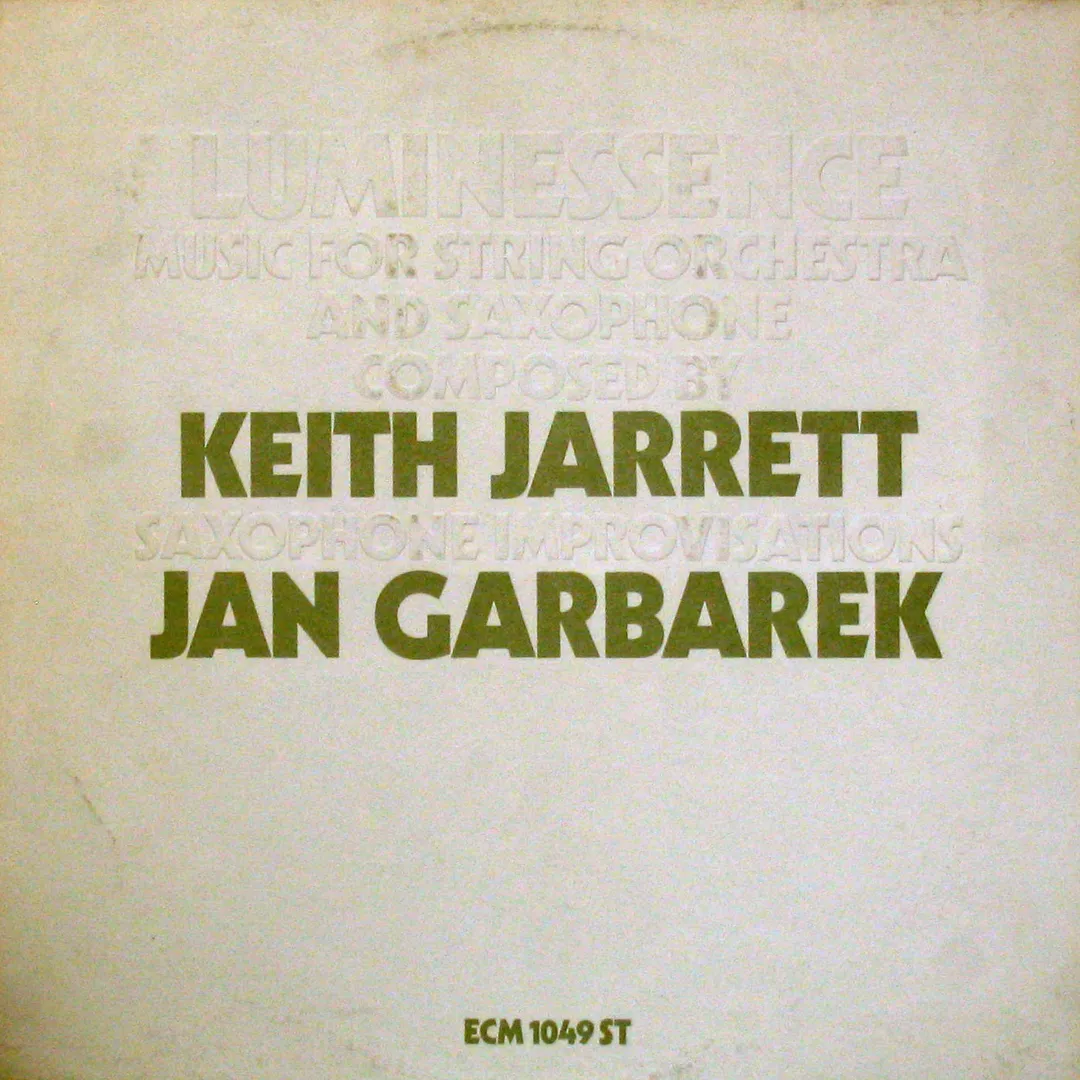 LUMINESSENCE
MUSIC FOR STRING ORCHESTRA
AND SAXOPHONE
COMPOSED BY
KEITH JARRETT
SAXOPHONE IMPROVISATIONS
JAN GARBAREK
ECM 1049 ST